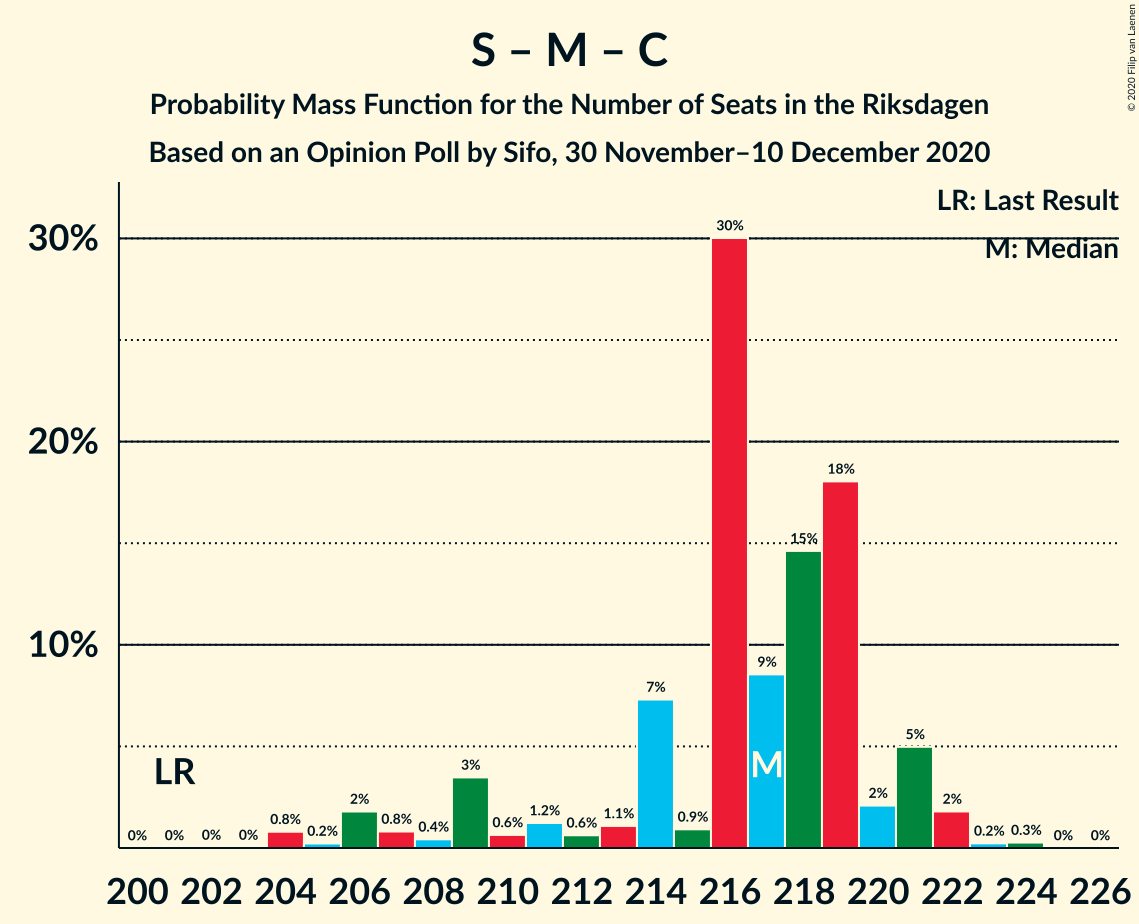 S – M – C
Probability Mass Function for the Number of Seats in the Riksdagen
Based on an Opinion Poll by Sifo, 30 November–10 December 2020
© 2020 Filip van Laenen
LR: Last Result
M: Median
30%
20%
10%
0% 0% 0% 0% 0.8% 0.2% 2% 0.8% 0.4% 3% 0.6% 1.2% 0.6% 1.1% 7% 0.9% 30% 9% 15% 18% 2% 5% 2% 0.2% 0.3% 0% 0%
LR
M
200 202 204 206 208 210 212 214 216 218 220 222 224 226